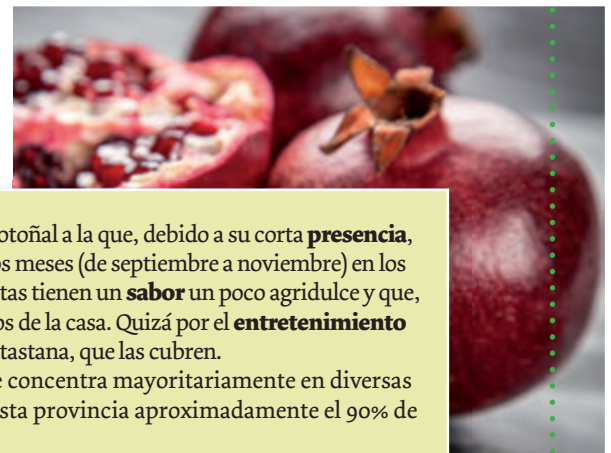 otoñal a la que, debido a su corta presencia,
s meses (de septiembre a noviembre) en los
tas tienen un sabor un poco agridulce y que,
s de la casa. Quizá por el entretenimiento
tastana, que las cubren.
concentra mayoritariamente en diversas
sta provincia aproximadamente el 90% de